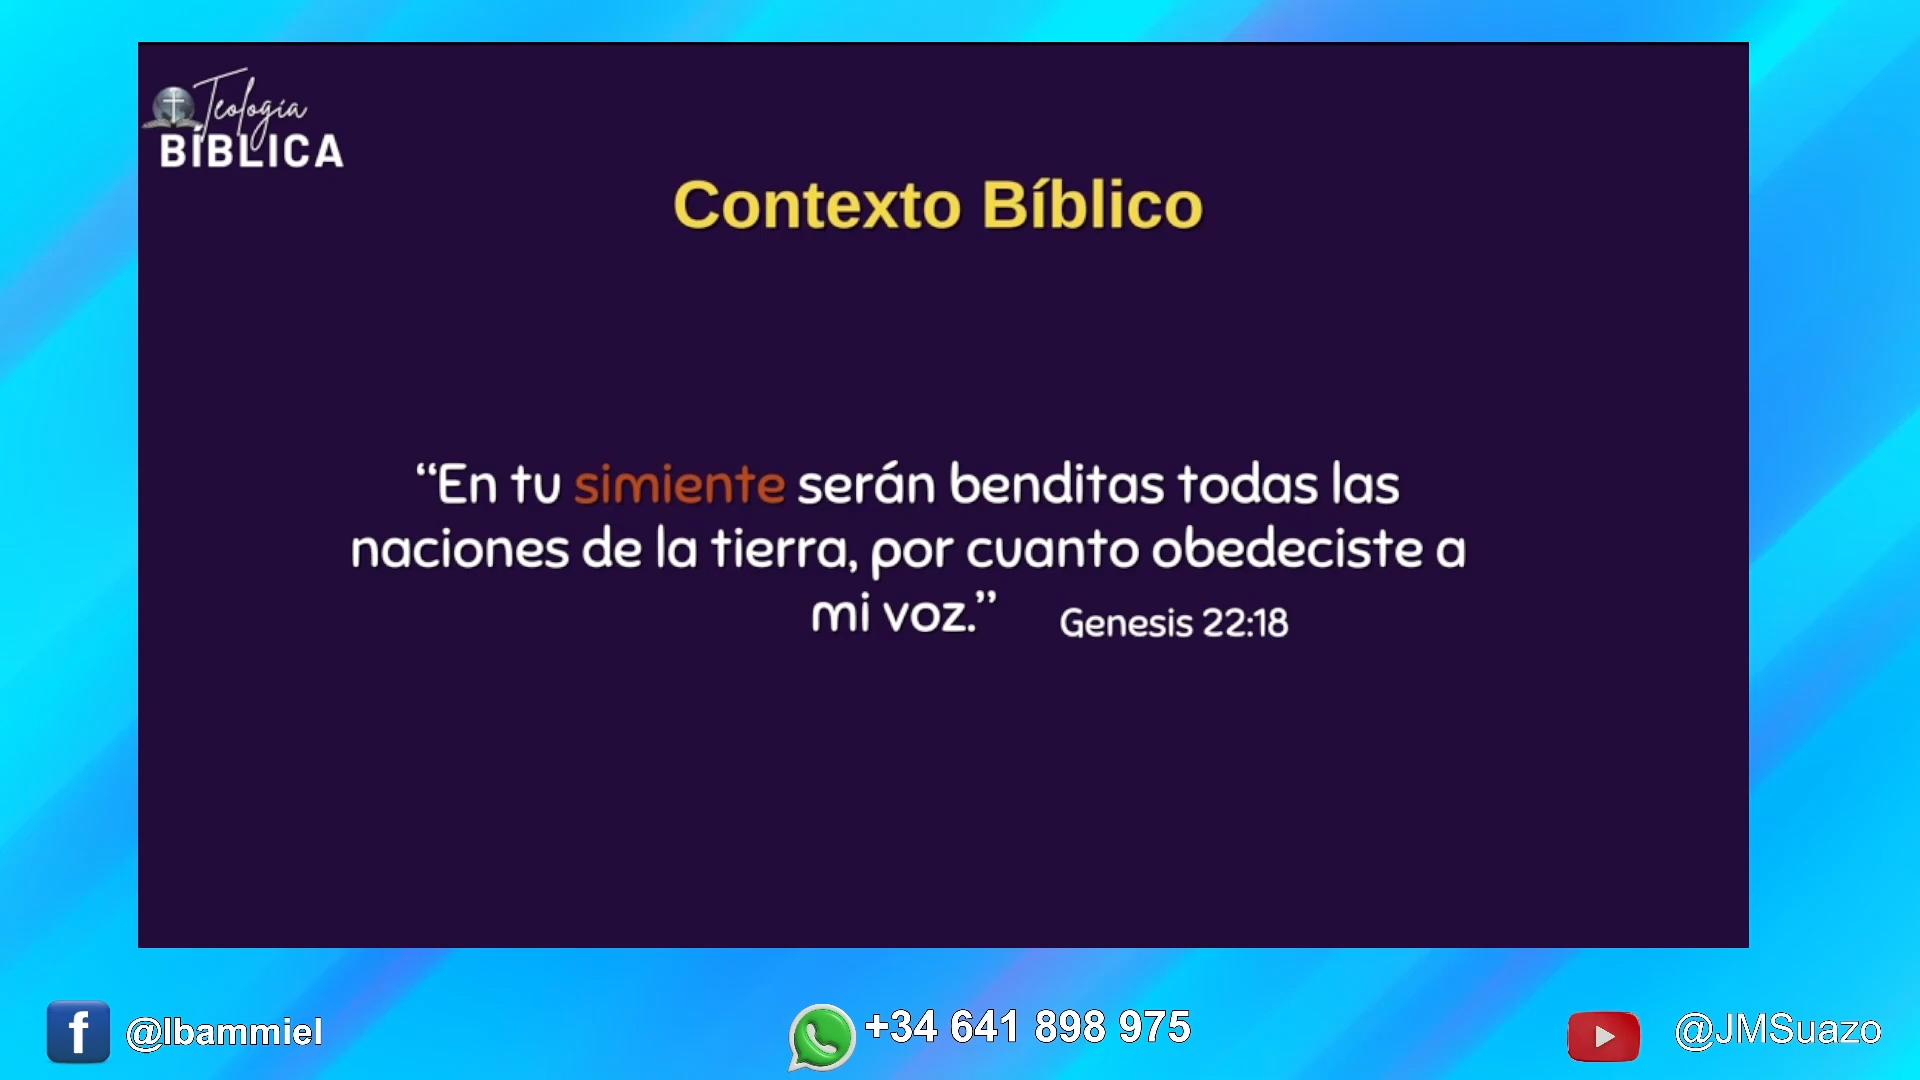 Teología
BÍBLICA
Contexto Bíblico
“En tu simiente serán benditas todas las
naciones de la tierra, por cuanto obedeciste a
mi voz.” Genesis 22:18
@Ibammiel +34 641 898 975 @JMSuazo